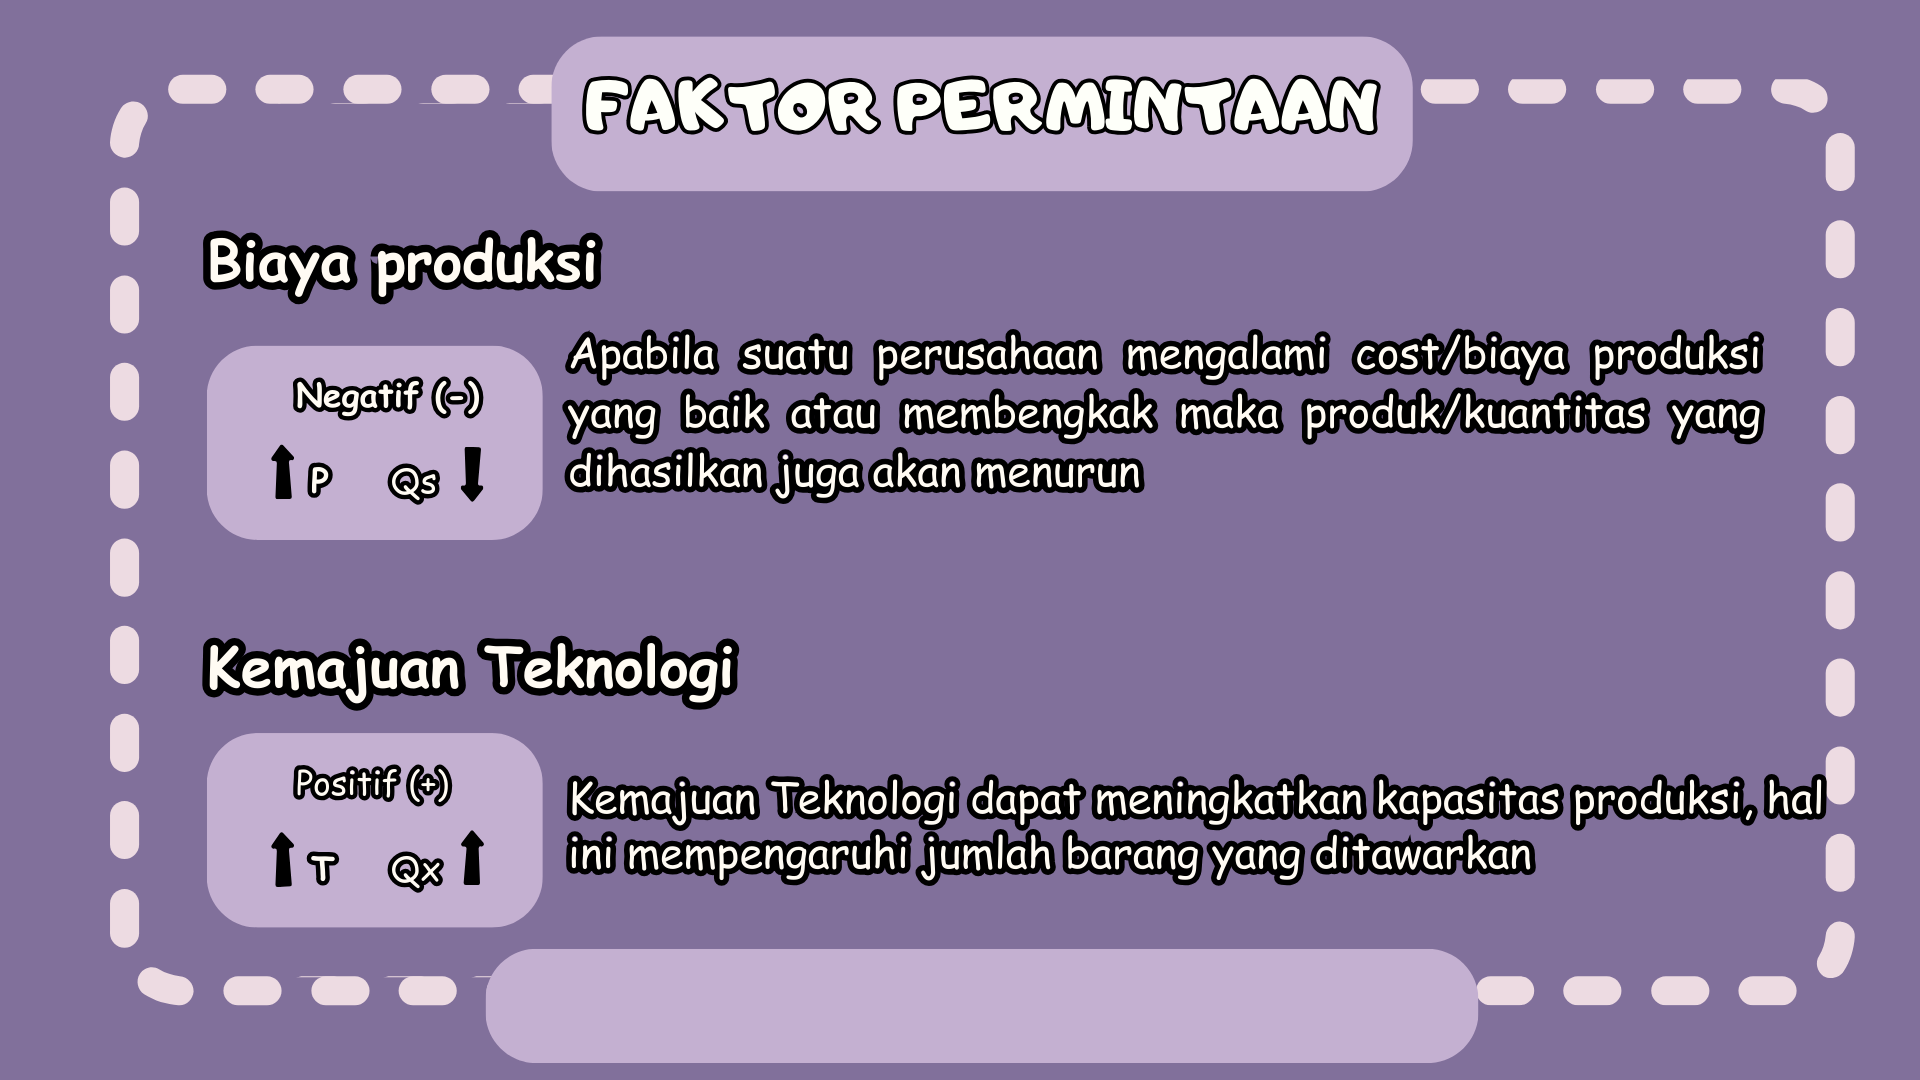 FAKTOR PERMINTAAN
Biaya produksi
Negatif (-)
P Qs
Apabila suatu perusahaan mengalami cost/biaya produksi
yang baik atau membengkak maka produk/kuantitas yang
dihasilkan juga akan menurun
Kemajuan Teknologi
Positif (+)
T Qx
Kemajuan Teknologi dapat meningkatkan kapasitas produksi, hal
ini mempengaruhi jumlah barang yang ditawarkan